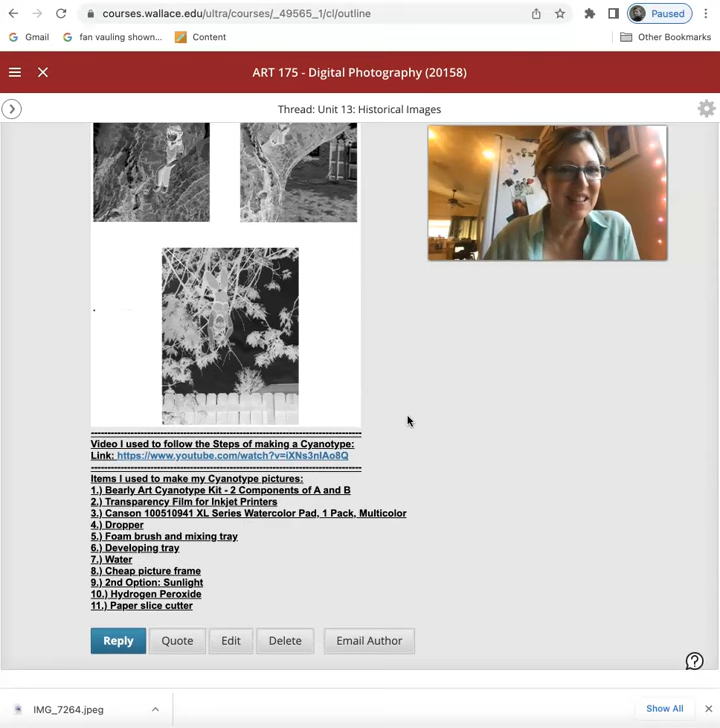 courses.wallace.edu/ultra/courses/_49565_1/cl/outline
Paused
Gmail
fan vauling shown...
Content
Other Bookmarks
ART 175 - Digital Photography (20158)
Thread: Unit 13: Historical Images
Video I used to follow the Steps of making a Cyanotype:
Link: https://www.youtube.com/watch?v=iXNs3nlAo8Q
Items I used to make my Cyanotype pictures:
1.) Bearly Art Cyanotype Kit - 2 Components of A and B
2.) Transparency Film for Inkjet Printers
3.) Canson 100510941 XL Series Watercolor Pad, 1 Pack, Multicolor
4.) Dropper
5.) Foam brush and mixing tray
6.) Developing tray
7.) Water
8.) Cheap picture frame
9.) 2nd Option: Sunlight
10.) Hydrogen Peroxide
11.) Paper slice cutter
Reply
Quote
Edit
Delete
Email Author
IMG_7264.jpeg
Show All